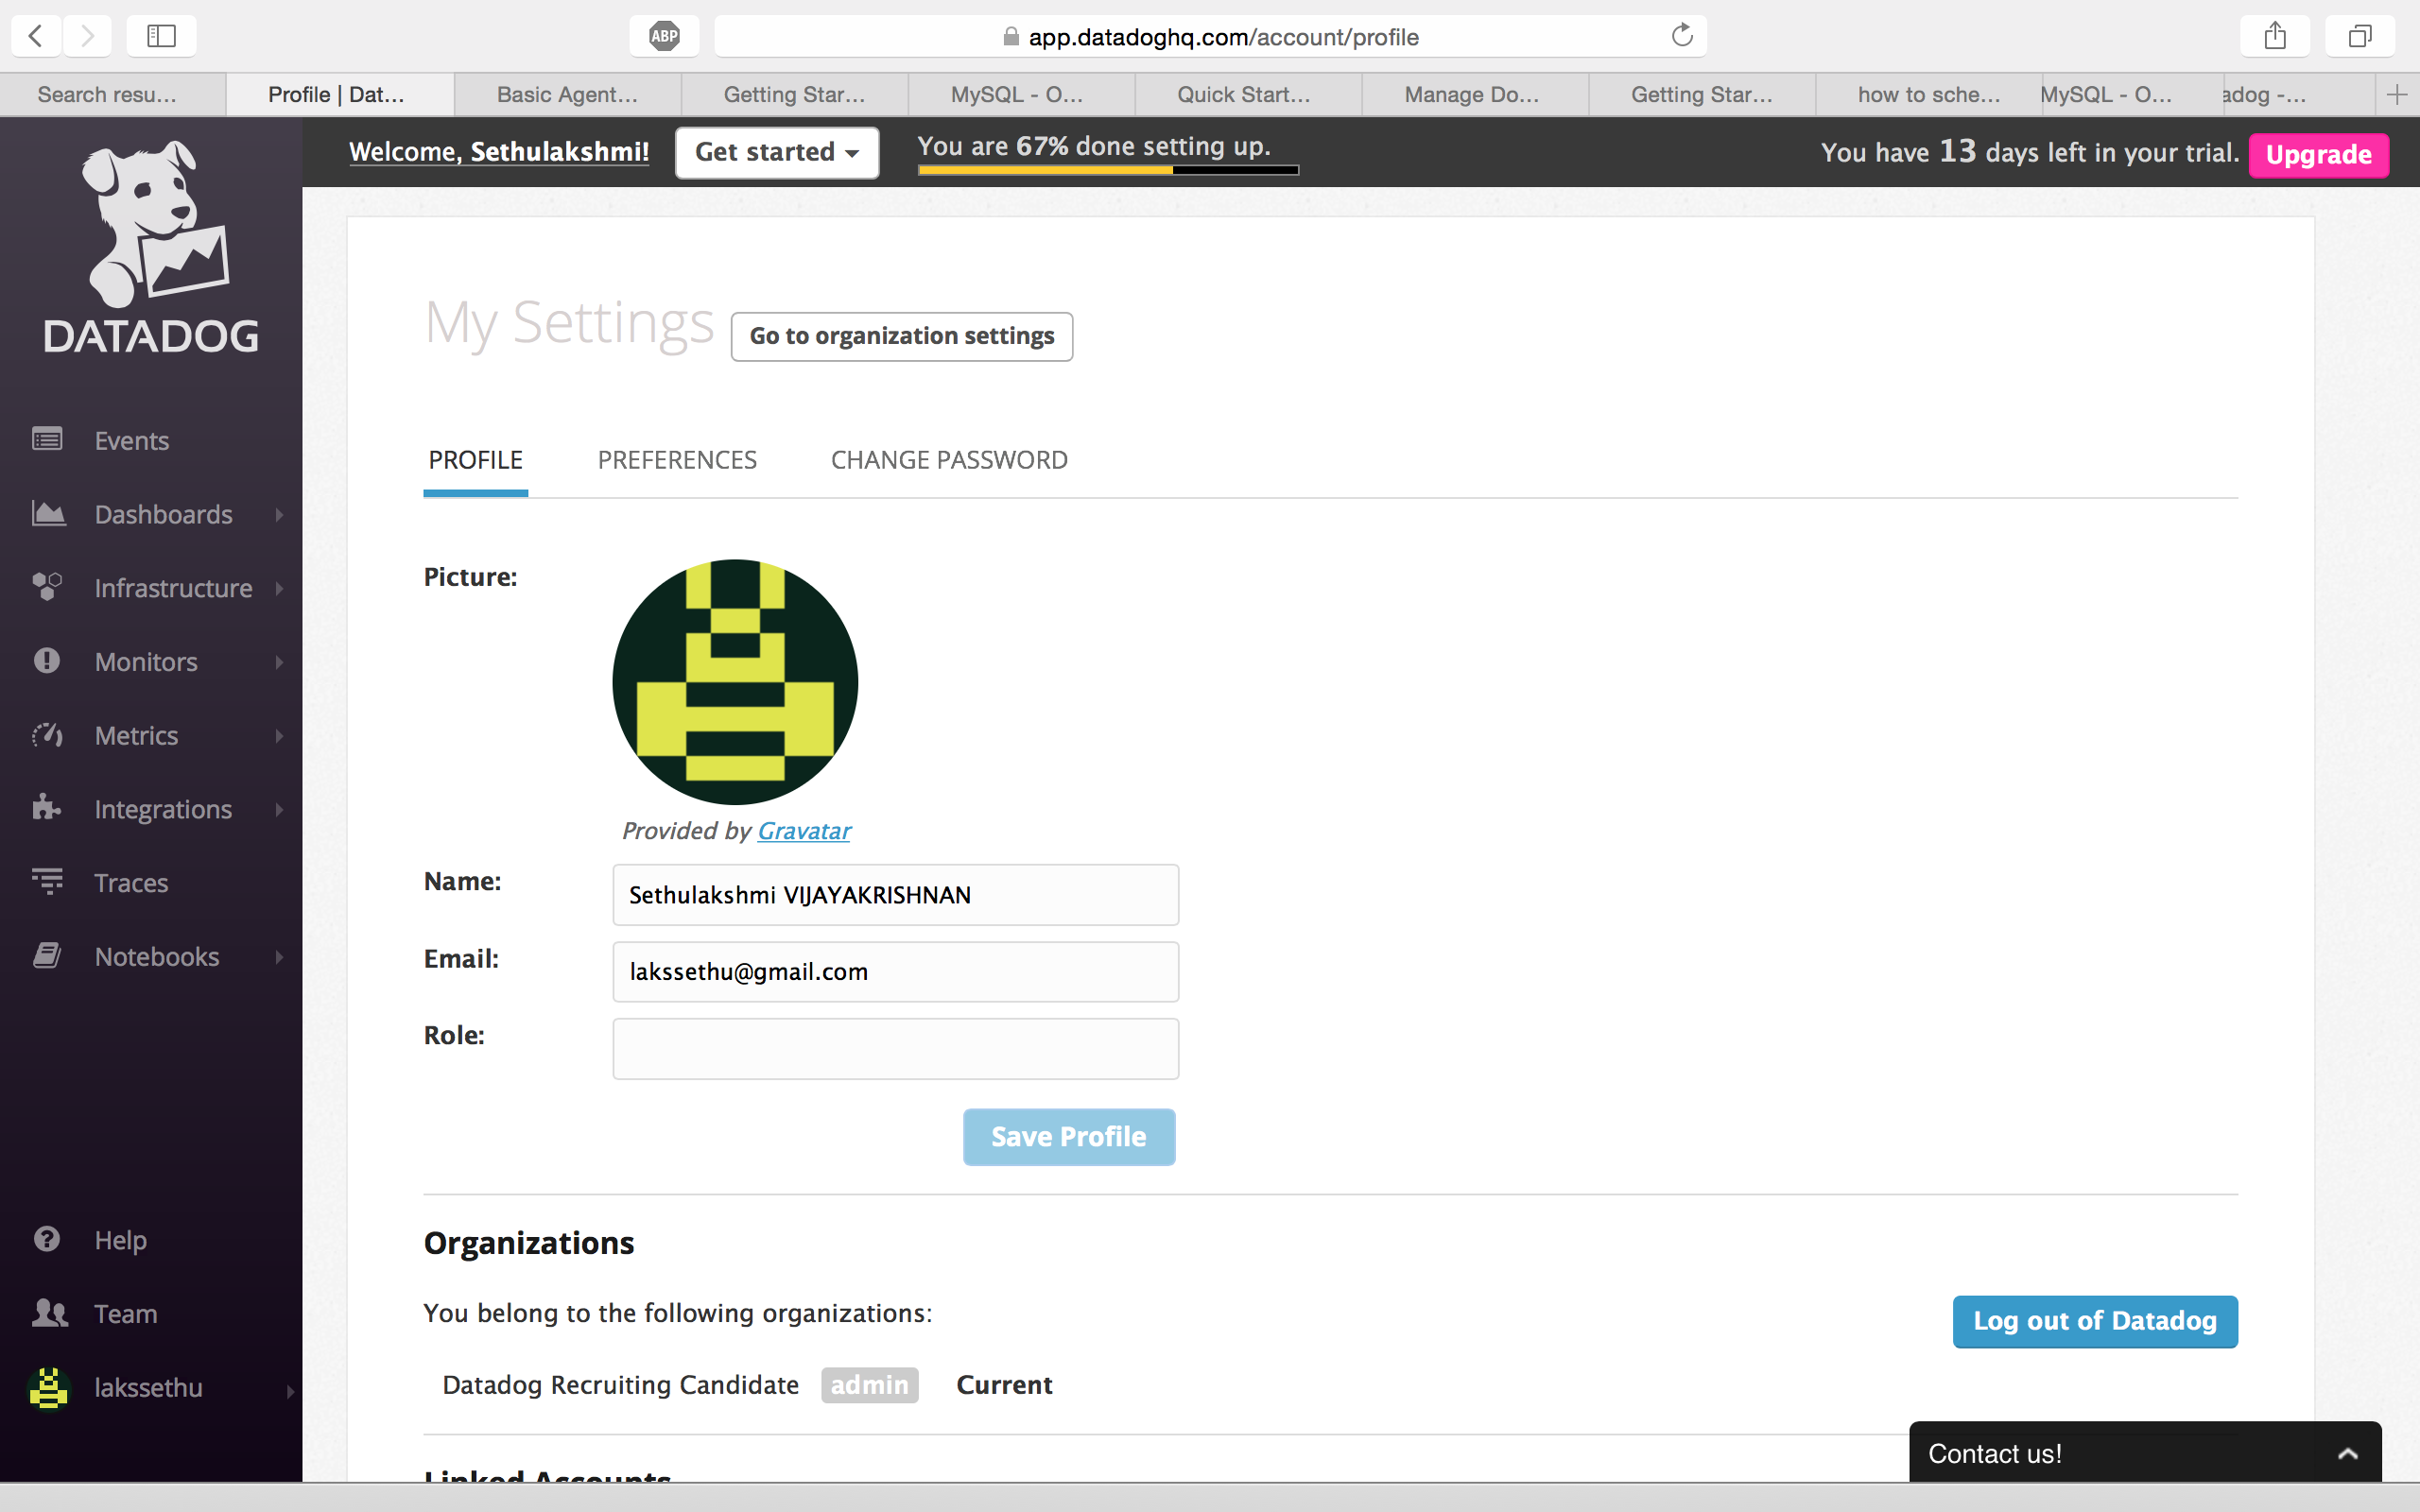 ABP
app.datadoghq.com/account/profile
Search resu...
Profile | Dat...
Basic Agent...
Getting Star...
MySQL - O...
Quick Start...
Manage Do...
Getting Star...
how to sche...
MySQL - O...
adog -...
DATADOG
Welcome, Sethulakshmi!
Get started
You are 67% done setting up.
You have 13 days left in your trial.
Upgrade
Events
Dashboards
Infrastructure
Monitors
Metrics
Integrations
Traces
Notebooks
Help
Team
lakssethu
My Settings
Go to organization settings
PROFILE
PREFERENCES
CHANGE PASSWORD
Picture:
Provided by Gravatar
Name:
Sethulakshmi VIJAYAKRISHNAN
Email:
lakssethu@gmail.com
Role:
Save Profile
Organizations
You belong to the following organizations:
Log out of Datadog
Datadog Recruiting Candidate admin Current
Linked Accounts
Contact us!